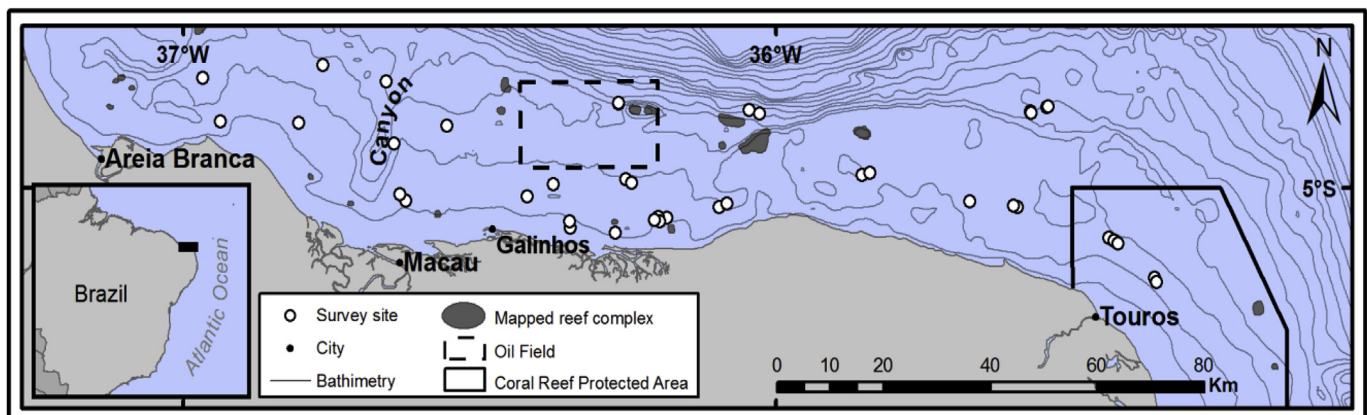 37°W
36°W
N
Canyon
Areia Branca
5°S
Galinhos
Macau
Brazil
Atlantic Ocean
Survey site
City
Bathimetry
Mapped reef complex
Oil Field
Coral Reef Protected Area
Touros
0 10 20 40 60 80
Km